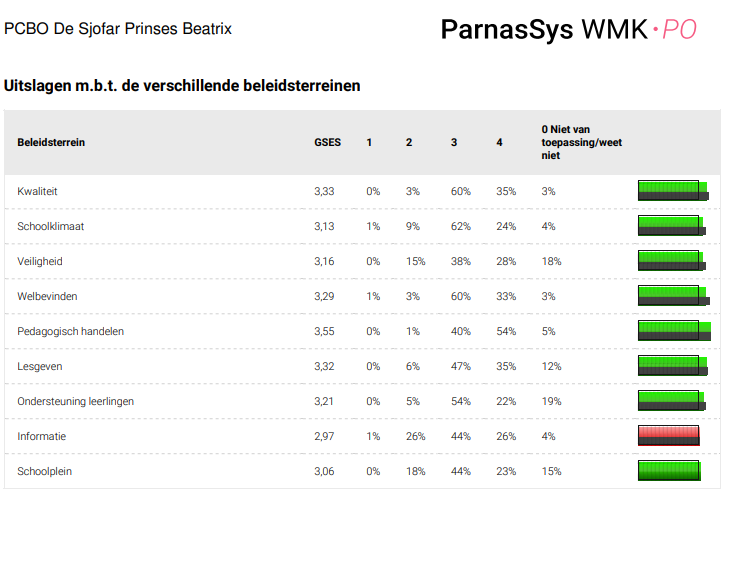 PCBO De Sjofar Prinses Beatrix
ParnasSys WMK·PO
Uitslagen m.b.t. de verschillende beleidsterreinen
Beleidsterrein GSES 1 2 3 4 0 Niet van toepassing/weet niet
Kwaliteit 3,33 0% 3% 60% 35% 3%
Schoolklimaat 3,13 1% 9% 62% 24% 4%
Veiligheid 3,16 0% 15% 38% 28% 18%
Welbevinden 3,29 1% 3% 60% 33% 3%
Pedagogisch handelen 3,55 0% 1% 40% 54% 5%
Lesgeven 3,32 0% 6% 47% 35% 12%
Ondersteuning leerlingen 3,21 0% 5% 54% 22% 19%
Informatie 2,97 1% 26% 44% 26% 4%
Schoolplein 3,06 0% 18% 44% 23% 15%